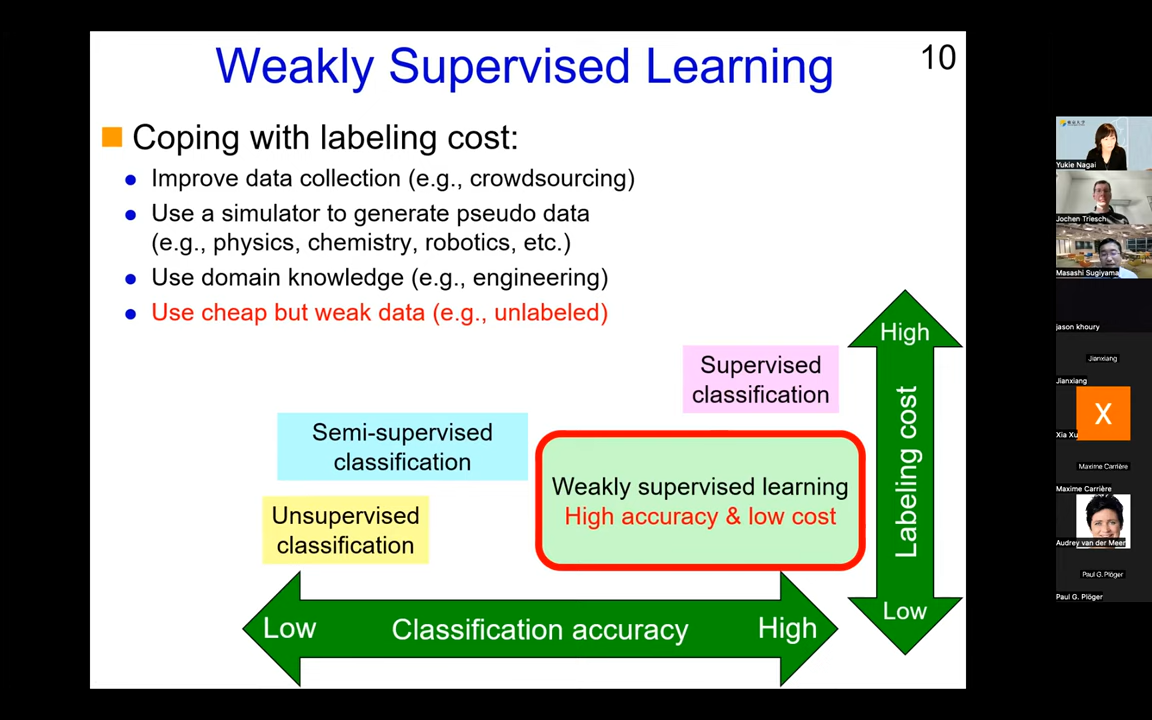 Weakly Supervised Learning
10
Coping with labeling cost:
Improve data collection (e.g., crowdsourcing)
Use a simulator to generate pseudo data
(e.g., physics, chemistry, robotics, etc.)
Use domain knowledge (e.g., engineering)
Use cheap but weak data (e.g., unlabeled)
Supervised
classification
Semi-supervised
classification
Weakly supervised learning
High accuracy & low cost
Unsupervised
classification
Low
Classification accuracy
High
High
Labeling cost
Low
Yukie Nagai
Jochen Triesch
Masashi Sugiyama
jason khoury
Jianxiang
Jianxiang
X
Xia Xu
Maxime Carrière
Maxime Carrière
Audrey van der Meer
Paul G. Plöger
Paul G. Plöger